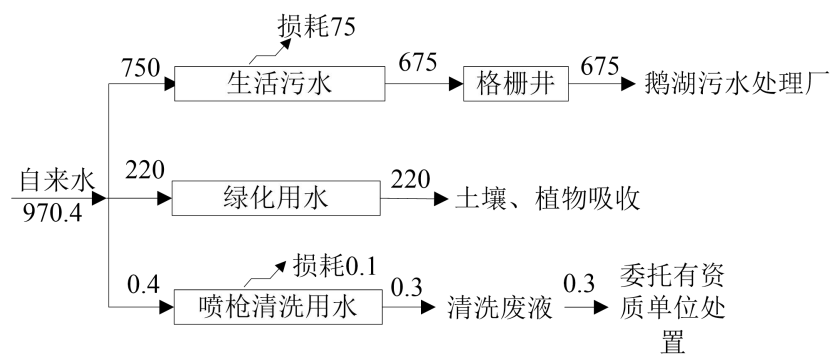 损耗75
750
生活污水
675
格栅井
675
鹅湖污水处理厂
自来水
970.4
220
绿化用水
220
土壤、植物吸收
损耗0.1
0.4
喷枪清洗用水
0.3
清洗废液
0.3
委托有资
质单位处
置